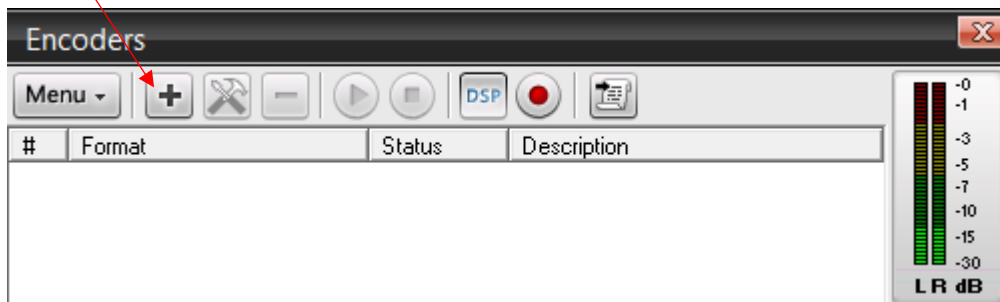 Encoders
Menu
DSP
# Format Status Description
-0
-1
-3
-5
-7
-10
-15
-30
L R dB